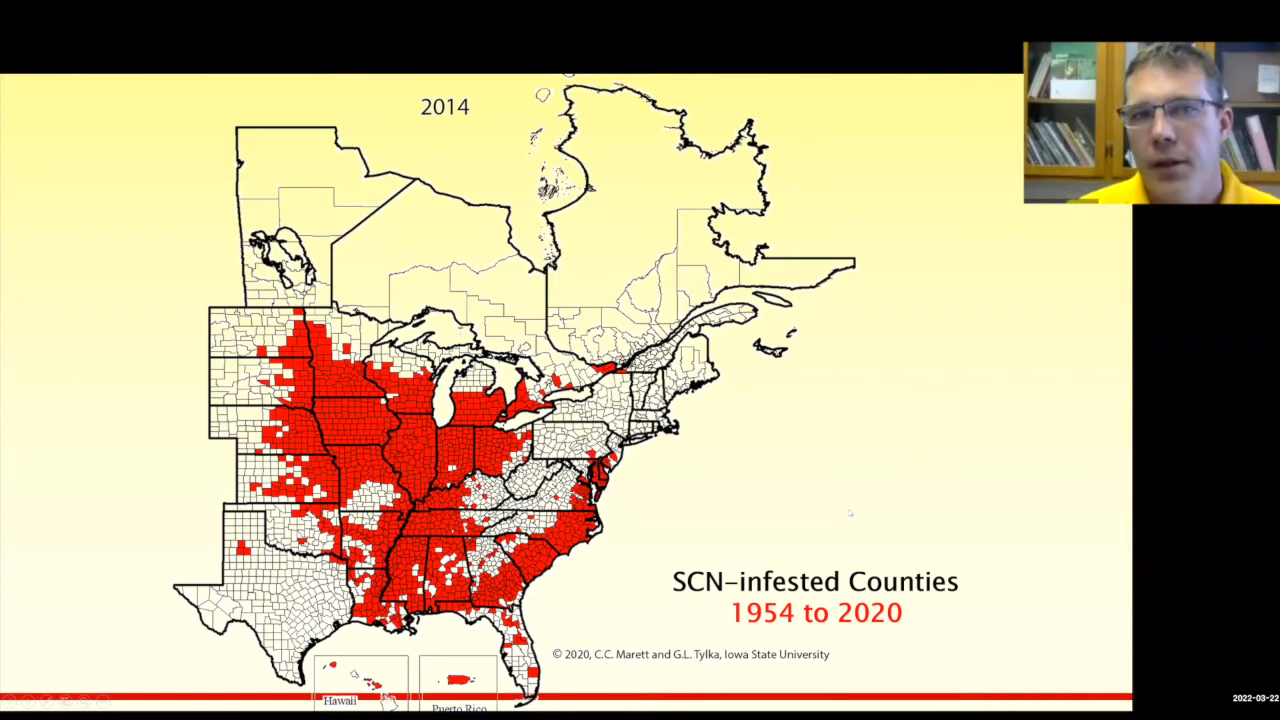 2014
SCN-infested Counties
1954 to 2020
© 2020, C.C. Marett and G.L. Tylka, Iowa State University
Hawaii
Puerto Rico
2022-03-22